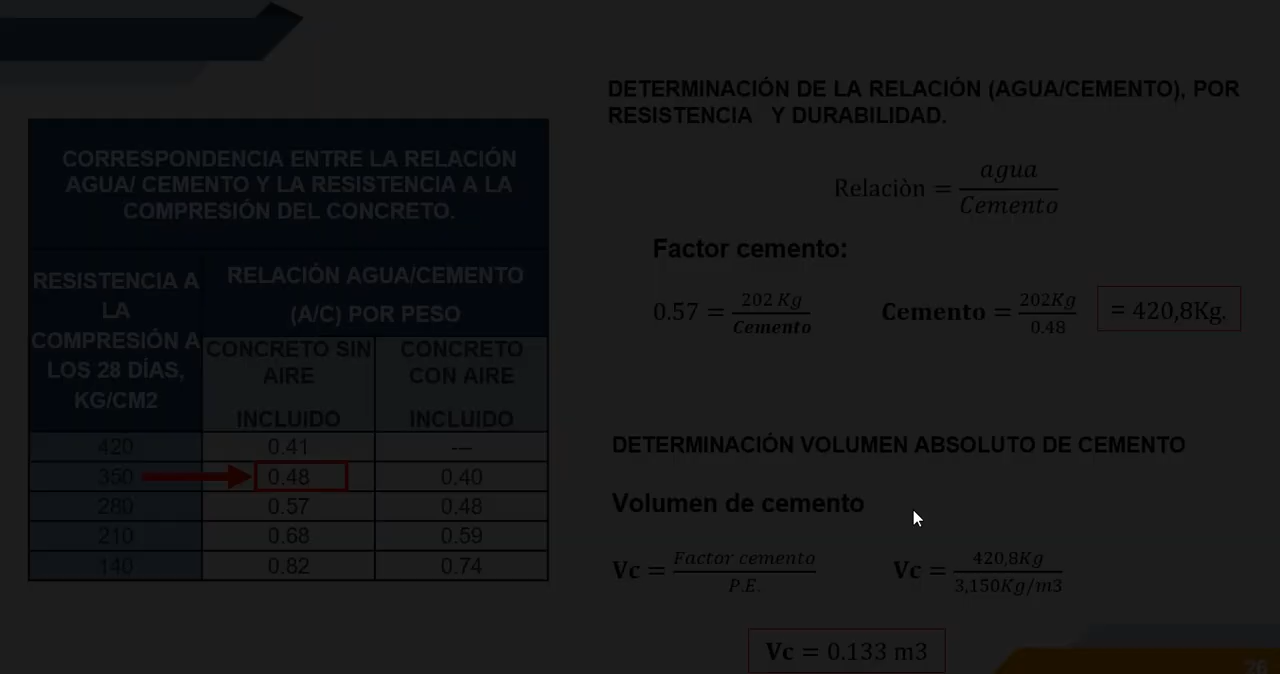 DETERMINACIÓN DE LA RELACIÓN (AGUA/CEMENTO), POR
RESISTENCIA Y DURABILIDAD.
CORRESPONDENCIA ENTRE LA RELACIÓN
AGUA/ CEMENTO Y LA RESISTENCIA A LA
COMPRESIÓN DEL CONCRETO.
RESISTENCIA A
LA
COMPRESIÓN A
LOS 28 DÍAS,
KG/CM2
RELACIÓN AGUA/CEMENTO
(A/C) POR PESO
CONCRETO SIN
AIRE
INCLUIDO
CONCRETO
CON AIRE
INCLUIDO
420 0.41 ---
350 0.48 0.40
280 0.57 0.48
210 0.68 0.59
140 0.82 0.74
Relaciòn = agua / Cemento
Factor cemento:
0.57 = 202 Kg / Cemento
Cemento = 202Kg / 0.48 = 420,8Kg.
DETERMINACIÓN VOLUMEN ABSOLUTO DE CEMENTO
Volumen de cemento
Vc = Factor cemento / P.E.
Vc = 420,8Kg / 3,150Kg/m3
Vc = 0.133 m3
26